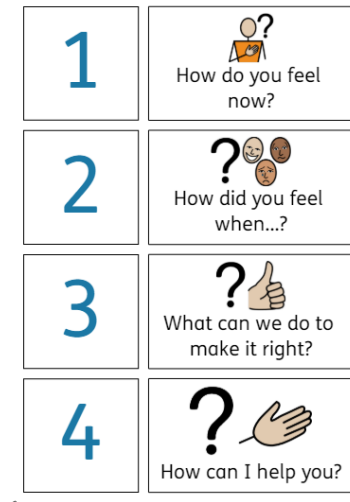 1
?
How do you feel
now?
2
?
How did you feel
when...?
3
?
What can we do to
make it right?
4
?
How can I help you?